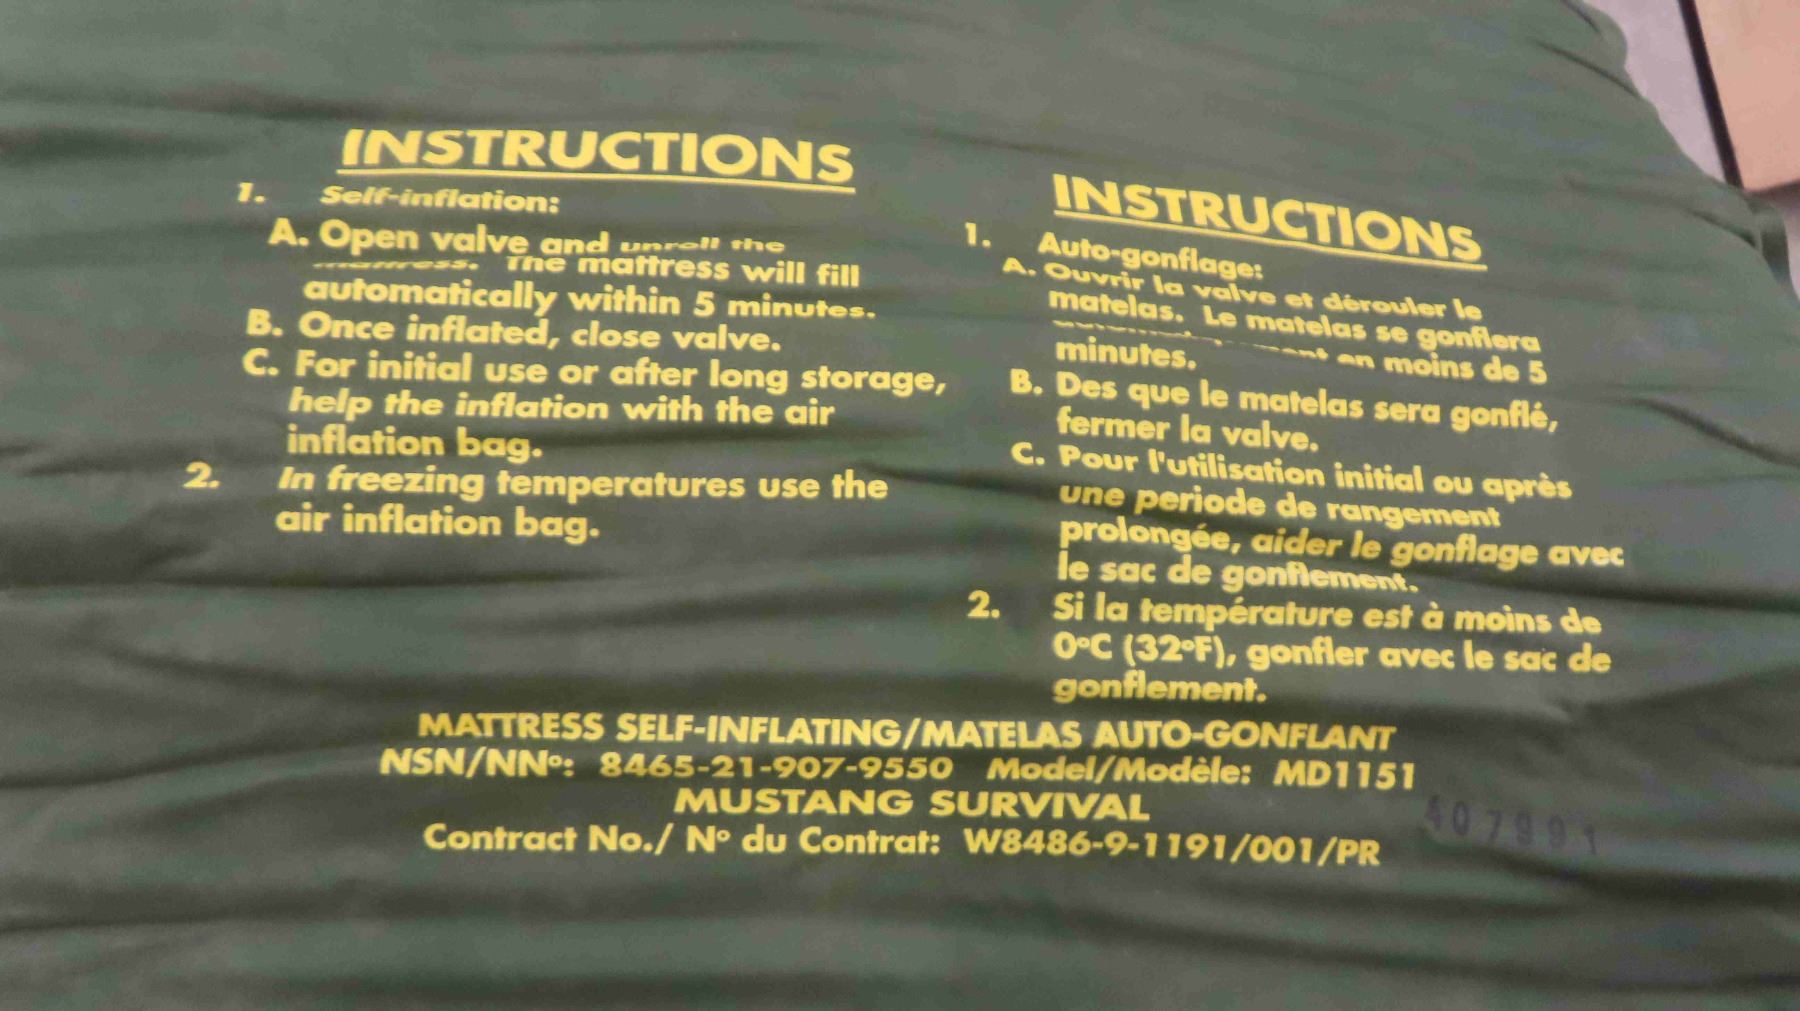 INSTRUCTIONS
1. Self-inflation:
A. Open valve and unroll the
mattress. The mattress will fill
automatically within 5 minutes.
B. Once inflated, close valve.
C. For initial use or after long storage,
help the inflation with the air
inflation bag.
2. In freezing temperatures use the
air inflation bag.
INSTRUCTIONS
1. Auto-gonflage:
A. Ouvrir la valve et dérouler le
matelas. Le matelas se gonflera
en moins de 5
minutes.
B. Des que le matelas sera gonflé,
fermer la valve.
C. Pour l'utilisation initial ou après
une periode de rangement
prolongée, aider le gonflage avec
le sac de gonflement.
2. Si la température est à moins de
0°C (32°F), gonfler avec le sac de
gonflement.
MATTRESS SELF-INFLATING/MATELAS AUTO-GONFLANT
NSN/NNº: 8465-21-907-9550 Model/Modèle: MD1151
MUSTANG SURVIVAL
Contract No./ Nº du Contrat: W8486-9-1191/001/PR
407991